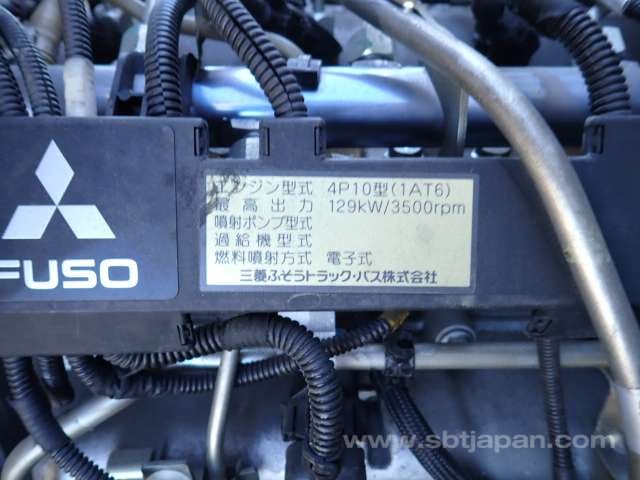 エンジン型式 4P10型(1AT6)
最高出力 129kW/3500rpm
噴射ポンプ型式
過給機型式
燃料噴射方式 電子式
三菱ふそうトラック・バス株式会社
FUSO
www.sbtjapan.com